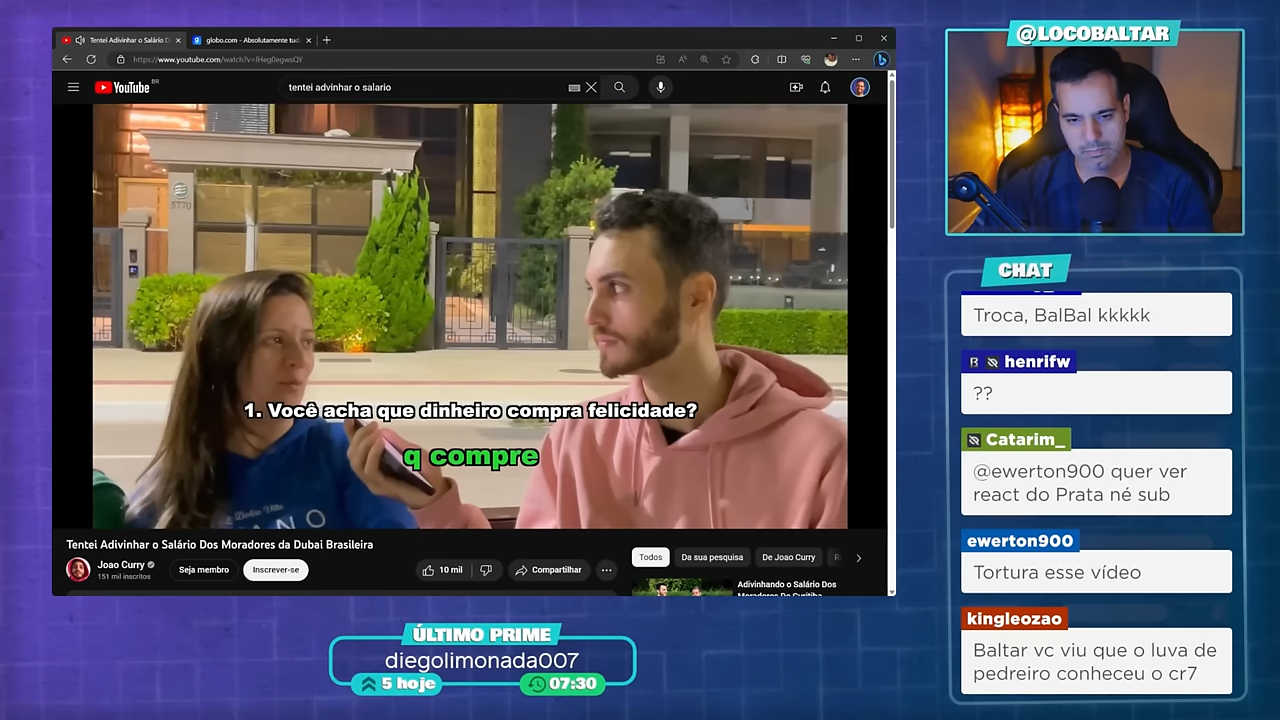 Tentei Adivinhar o Salário D
globo.com - Absolutamente tud
https://www.youtube.com/watch?v=IHeg0egwsQY
YouTube BR
tentei advinhar o salario
5770
1. Você acha que dinheiro compra felicidade?
q compre
Tentei Adivinhar o Salário Dos Moradores da Dubai Brasileira
Joao Curry
151 mil inscritos
Seja membro
Inscrever-se
10 mil
Compartilhar
Todos
Da sua pesquisa
De Joao Curry
Adivinhando o Salário Dos
Moradores De Curitiba
ÚLTIMO PRIME
diegolimonada007
5 hoje
07:30
@LOCOBALTAR
CHAT
Troca, BalBal kkkkk
henrifw
??
Catarim_
@ewerton900 quer ver
react do Prata né sub
ewerton900
Tortura esse vídeo
kingleozao
Baltar vc viu que o luva de
pedreiro conheceu o cr7